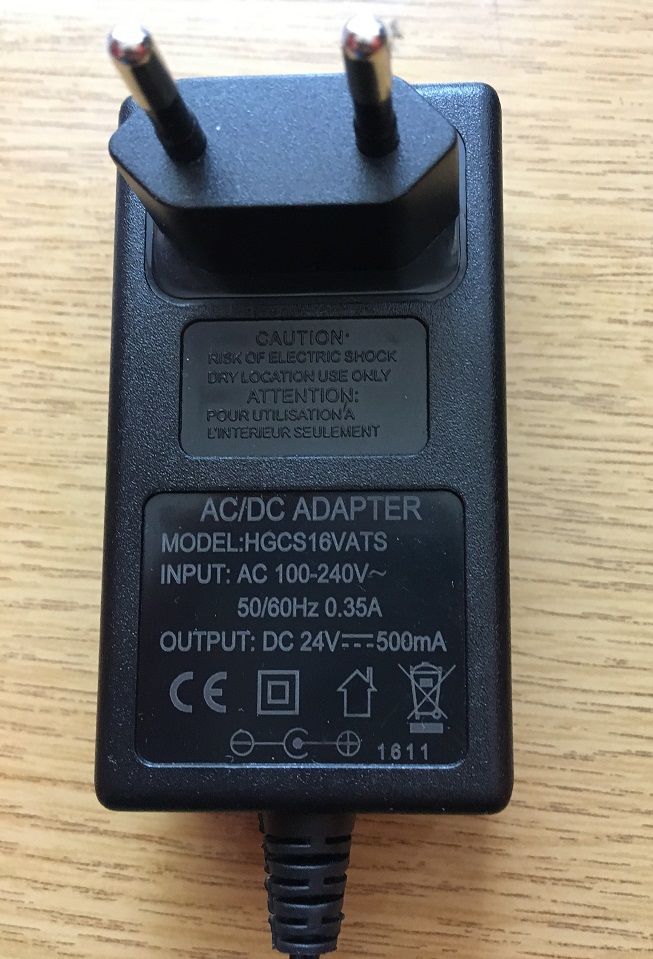 CAUTION:
RISK OF ELECTRIC SHOCK
DRY LOCATION USE ONLY
ATTENTION:
POUR UTILISATION A
L'INTERIEUR SEULEMENT
AC/DC ADAPTER
MODEL:HGCS16VATS
INPUT: AC 100-240V~
50/60Hz 0.35A
OUTPUT: DC 24V⎓500mA
CE
1611